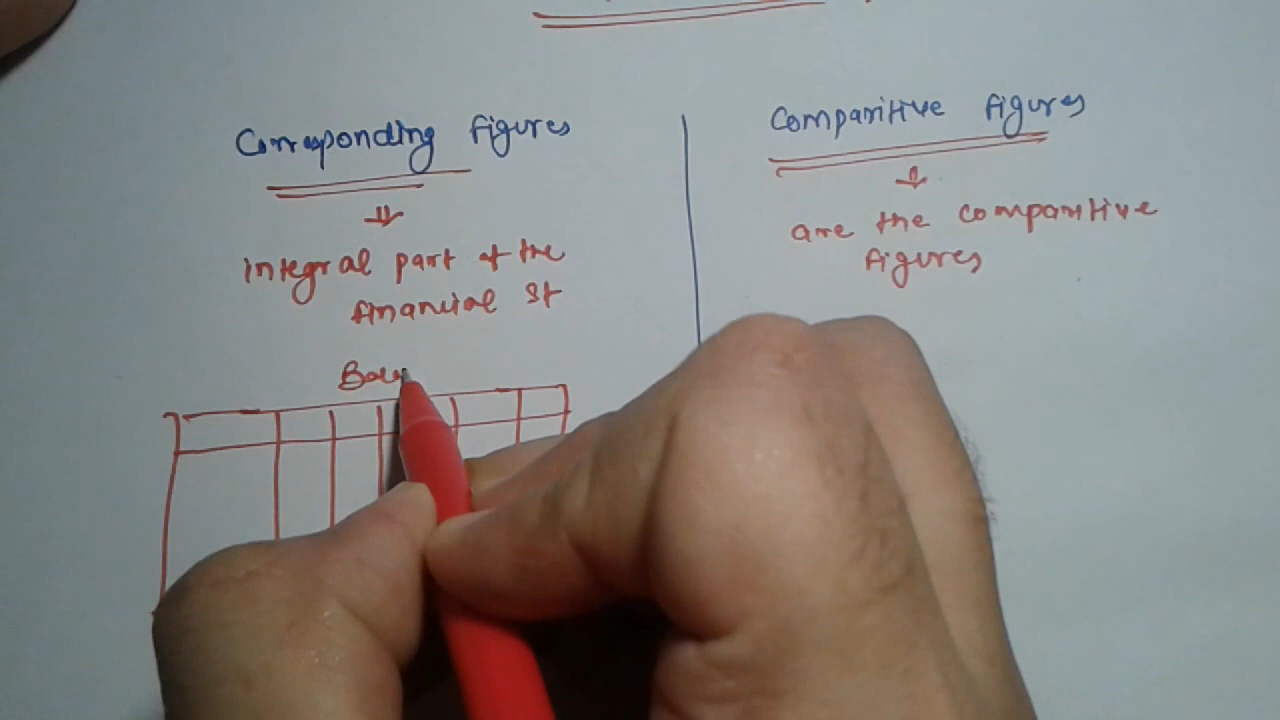 Corresponding figures
integral part of the
financial St
Comparitive figures
are the comparitive
figures